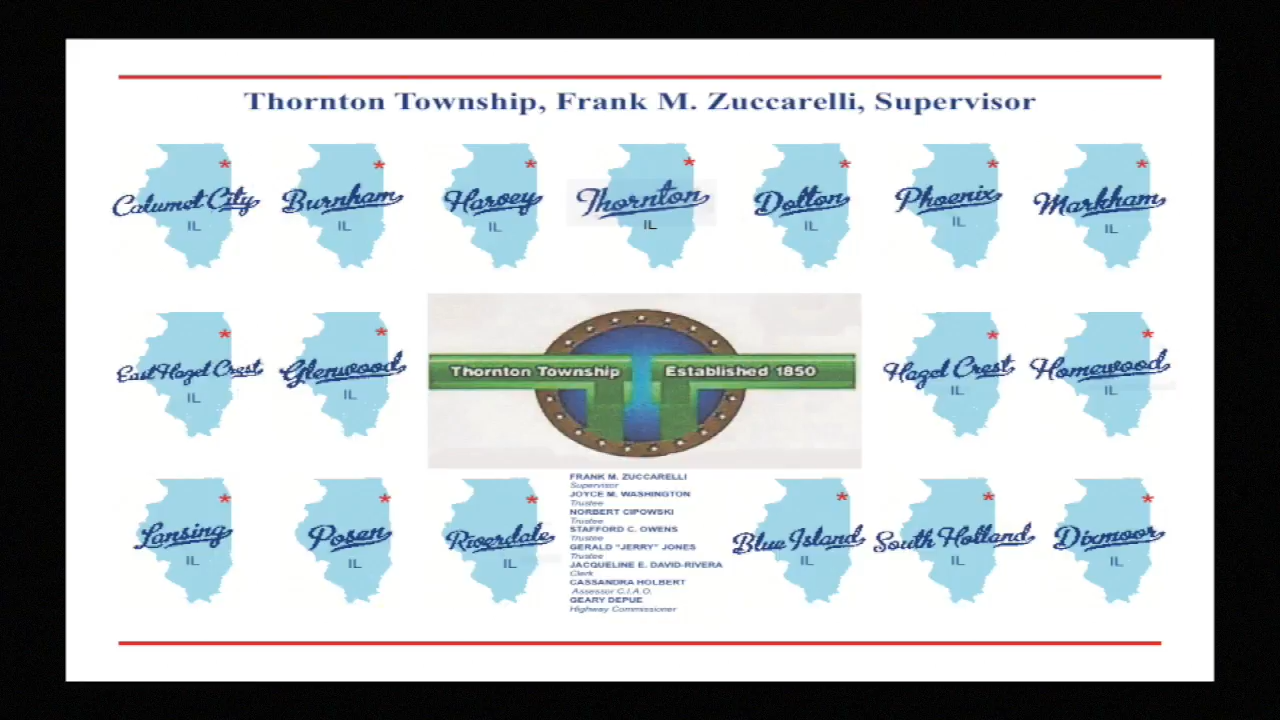 Thornton Township, Frank M. Zuccarelli, Supervisor
Calumet City
IL
Burnham
IL
Harvey
IL
Thornton
IL
Dolton
IL
Phoenix
IL
Markham
IL
East Hazel Crest
IL
Glenwood
IL
Thornton Township Established 1850
Hazel Crest
IL
Homewood
IL
Lansing
IL
Posen
IL
Riverdale
IL
FRANK M. ZUCCARELLI
Supervisor
JOYCE M. WASHINGTON
Trustee
NORBERT CIPOWSKI
Trustee
STAFFORD C. OWENS
Trustee
GERALD "JERRY" JONES
Trustee
JACQUELINE E. DAVID-RIVERA
Clerk
CASSANDRA HOLBERT
Assessor C.I.A.O.
GEARY DEPUE
Highway Commissioner
Blue Island
IL
South Holland
IL
Dixmoor
IL